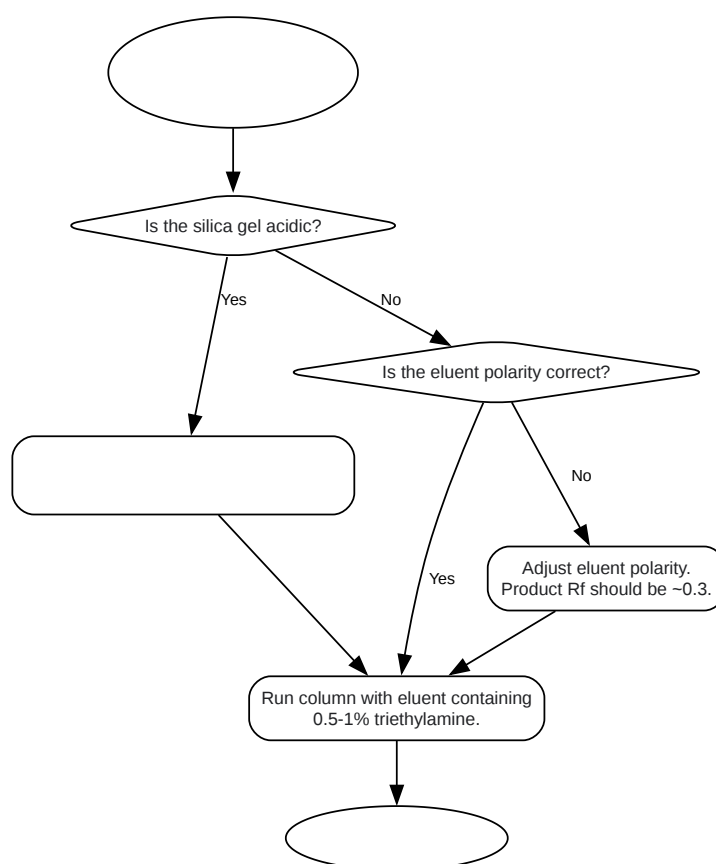 Is the silica gel acidic?
Yes
No
Is the eluent polarity correct?
No
Adjust eluent polarity.
Product Rf should be ~0.3.
Yes
Run column with eluent containing
0.5-1% triethylamine.